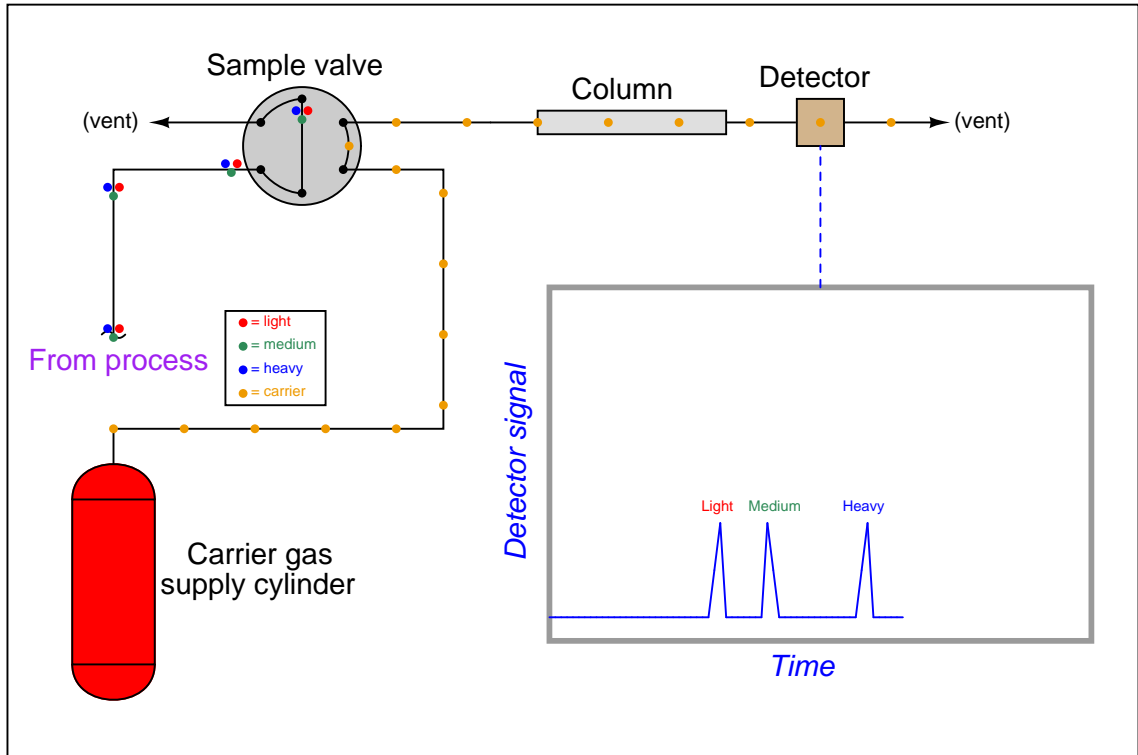 Sample valve
Column
Detector
(vent)
(vent)
= light
= medium
= heavy
= carrier
From process
Carrier gas
supply cylinder
Detector signal
Light
Medium
Heavy
Time